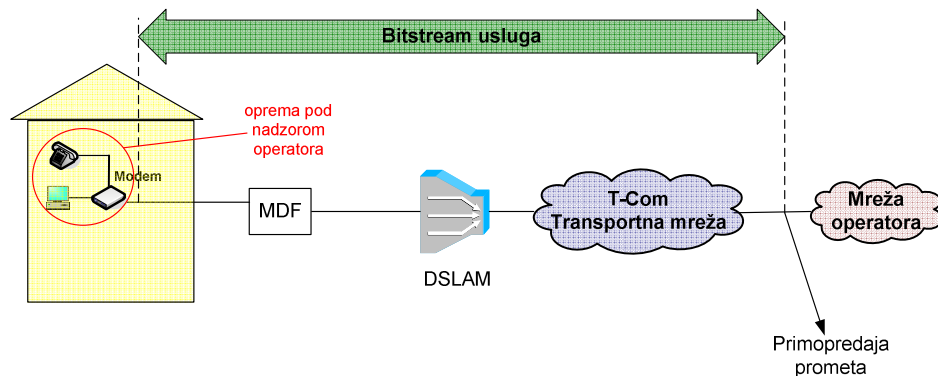 Bitstream usluga
oprema pod
nadzorom
operatora
Modem
MDF
DSLAM
T-Com
Transportna mreža
Mreža
operatora
Primopredaja
prometa